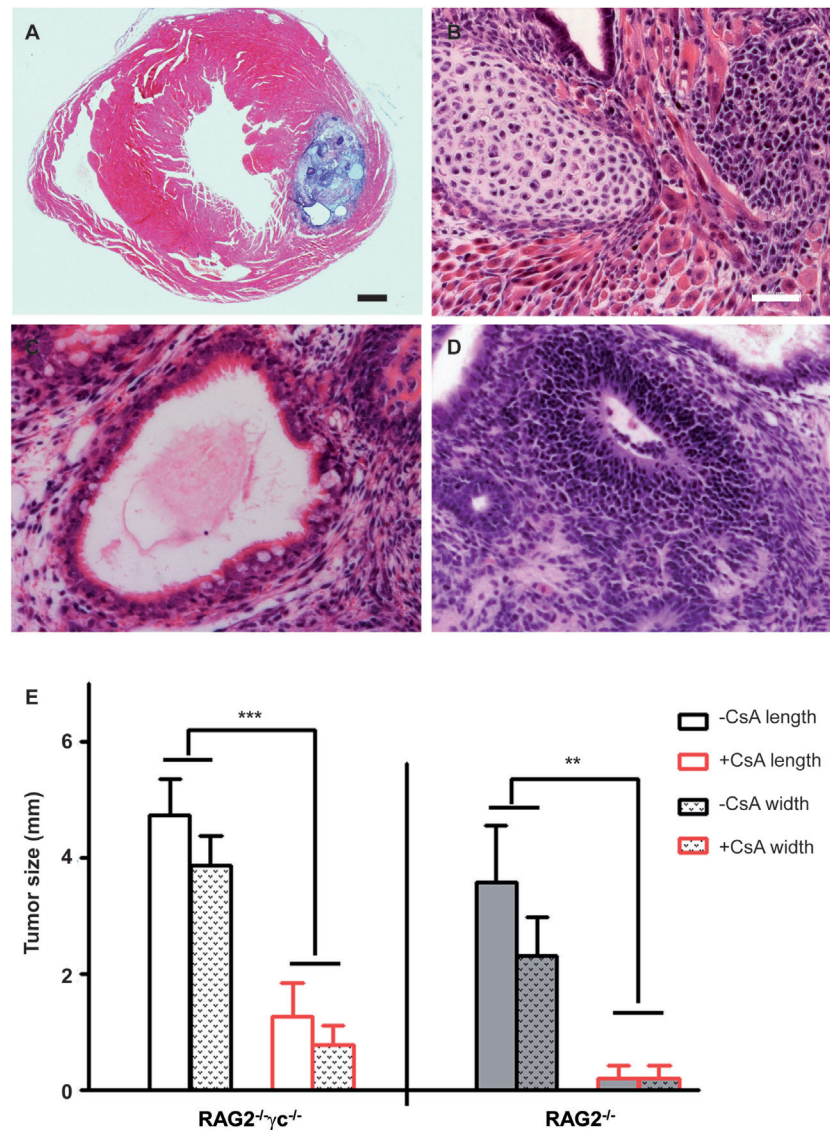 A
B
C
D
E
***
**
-CsA length
+CsA length
-CsA width
+CsA width
Tumor size (mm)
6
4
2
0
RAG2-/-γc-/-
RAG2-/-